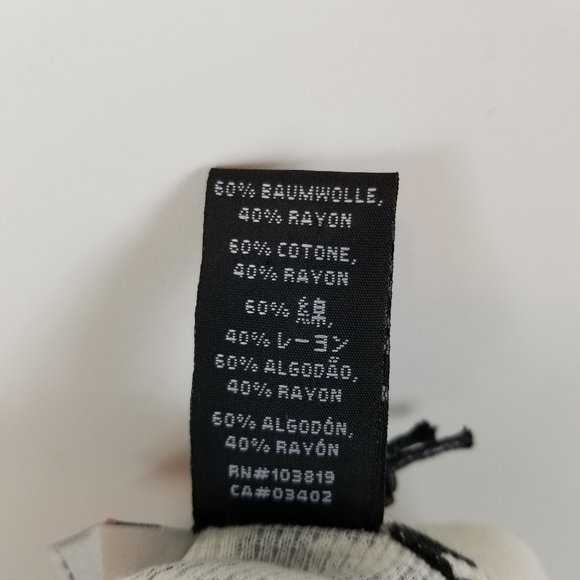 60% BAUMWOLLE,
40% RAYON
60% COTONE,
40% RAYON
60% 綿,
40% レーヨン
60% ALGODÃO,
40% RAYON
60% ALGODÓN,
40% RAYÓN
RN#103819
CA#03402